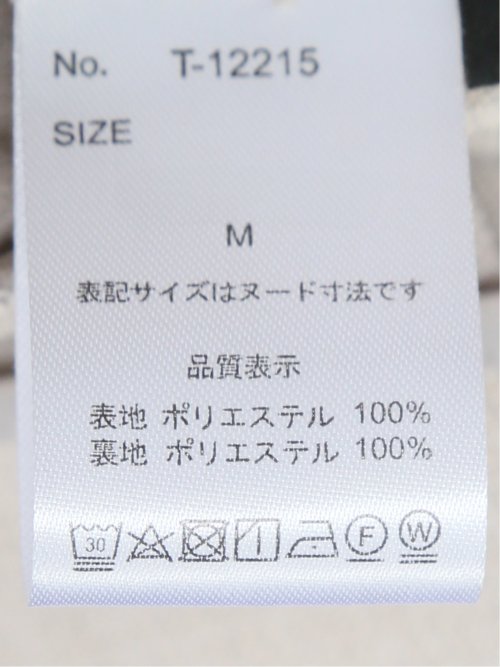 No. T-12215
SIZE
M
表記サイズはヌード寸法です
品質表示
表地 ポリエステル 100%
裏地 ポリエステル 100%
30 F W